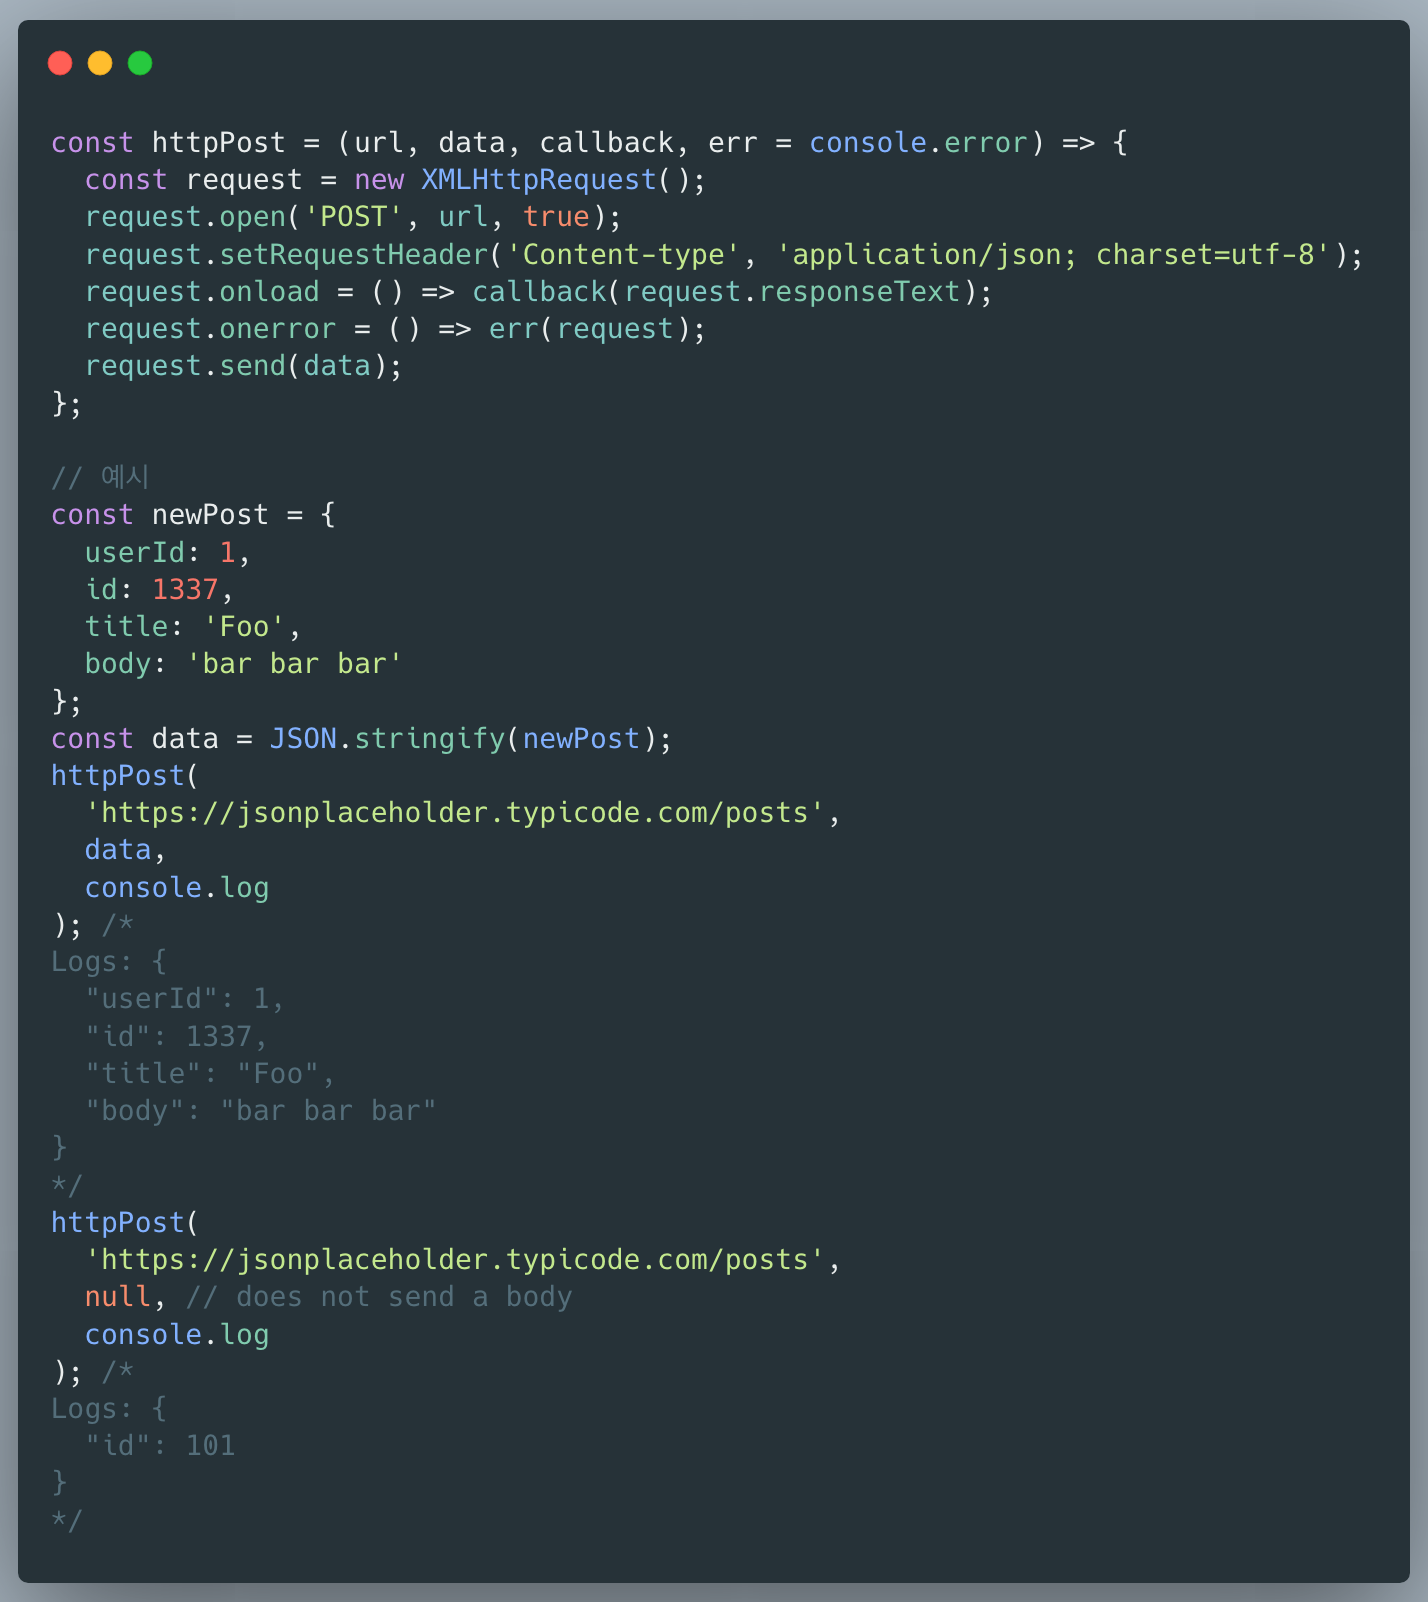 const httpPost = (url, data, callback, err = console.error) => {
  const request = new XMLHttpRequest();
  request.open('POST', url, true);
  request.setRequestHeader('Content-type', 'application/json; charset=utf-8');
  request.onload = () => callback(request.responseText);
  request.onerror = () => err(request);
  request.send(data);
};

// 예시
const newPost = {
  userId: 1,
  id: 1337,
  title: 'Foo',
  body: 'bar bar bar'
};
const data = JSON.stringify(newPost);
httpPost(
  'https://jsonplaceholder.typicode.com/posts',
  data,
  console.log
); /*
Logs: {
  "userId": 1,
  "id": 1337,
  "title": "Foo",
  "body": "bar bar bar"
}
*/
httpPost(
  'https://jsonplaceholder.typicode.com/posts',
  null, // does not send a body
  console.log
); /*
Logs: {
  "id": 101
}
*/